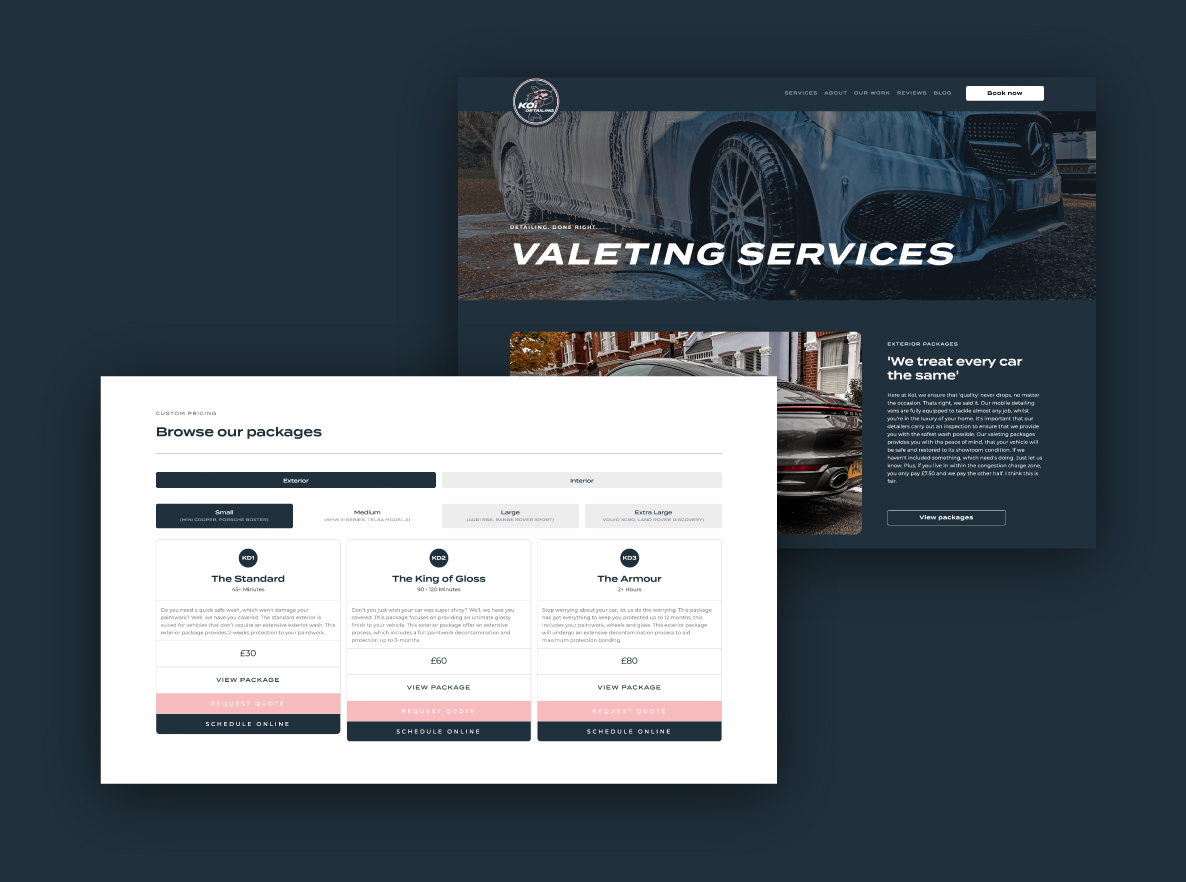 KOI
DETAILING
SERVICES ABOUT OUR WORK REVIEWS BLOG Book now
DETAILING. DONE RIGHT.
VALETING SERVICES
EXTERIOR PACKAGES
'We treat every car
the same'
Here at Koi, we ensure that 'quality' never drops, no matter
the occasion. Thats right, we said it. Our mobile detailing
vans are fully equipped to tackle almost any job, whilst
you're in the luxury of your home. It's important that our
detailers carry out an inspection to ensure that we provide
you with the safest wash possible. Our valeting packages
provides you with the peace of mind, that your vehicle will
be safe and restored to its showroom condition. If we
haven't included something, which need's doing. Just let us
know. Plus, if you live in within the congestion charge zone,
you only pay £7.50 and we pay the other half. I think this is
fair.
View packages
CUSTOM PRICING
Browse our packages
Exterior Interior
Small Medium Large Extra Large
(MINI COOPER, PORSCHE BOXTER) (BMW 3-SERIES, TELSA MODEL 3) (AUDI RS6, RANGE ROVER SPORT) VOLVO XC90, LAND ROVER DISCOVERY)
KD1
The Standard
45+ Minutes
Do you need a quick safe wash, which won't damage your
paintwork? Well, we have you covered. The standard exterior is
suited for vehicles that don't require an extensive exterior wash. This
exterior package provides 2-weeks protection to your paintwork.
£30
VIEW PACKAGE
REQUEST QUOTE
SCHEDULE ONLINE
KD2
The King of Gloss
90 - 120 Minutes
Don't you just wish your car was super shiny? Well, we have you
covered. This package focuses on providing an ultimate glossy
finish to your vehicle. This exterior package offer an extensive
process, which includes a full paintwork decontamination and
protection up to 3-months.
£60
VIEW PACKAGE
REQUEST QUOTE
SCHEDULE ONLINE
KD3
The Armour
2+ Hours
Stop worrying about your car, let us do the worrying. This package
has got everything to keep you protected up to 12 months, this
includes your paintwork, wheels and glass. This exterior package
will undergo an extensive decontamination process to aid
maximum protection bonding.
£80
VIEW PACKAGE
REQUEST QUOTE
SCHEDULE ONLINE